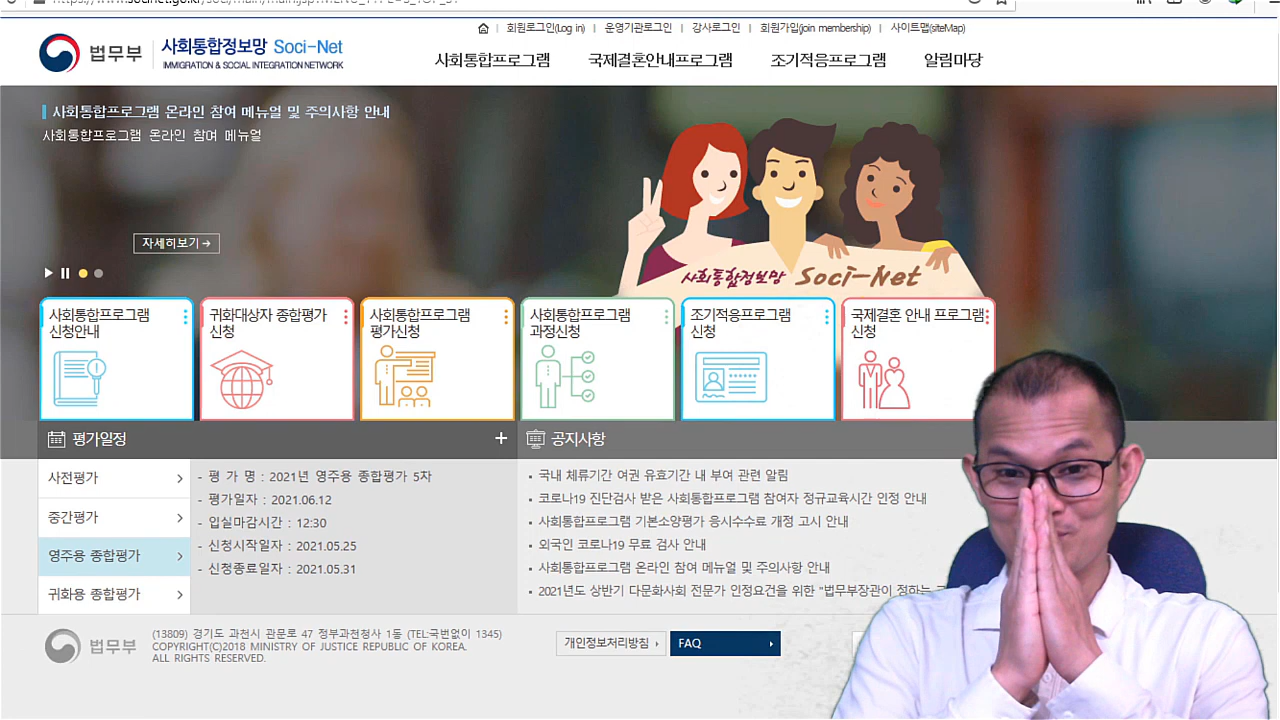 회원로그인(Log in) | 운영기관로그인 | 강사로그인 | 회원가입(join membership) | 사이트맵(siteMap)
법무부
사회통합정보망 Soci-Net
IMMIGRATION & SOCIAL INTEGRATION NETWORK
사회통합프로그램 국제결혼안내프로그램 조기적응프로그램 알림마당
사회통합프로그램 온라인 참여 메뉴얼 및 주의사항 안내
사회통합프로그램 온라인 참여 메뉴얼
자세히보기→
사회통합정보망 Soci-Net
사회통합프로그램
신청안내
귀화대상자 종합평가
신청
사회통합프로그램
평가신청
사회통합프로그램
과정신청
조기적응프로그램
신청
국제결혼 안내 프로그램
신청
평가일정 +
사전평가
중간평가
영주용 종합평가
귀화용 종합평가
- 평 가 명 : 2021년 영주용 종합평가 5차
- 평가일자 : 2021.06.12
- 입실마감시간 : 12:30
- 신청시작일자 : 2021.05.25
- 신청종료일자 : 2021.05.31
공지사항
국내 체류기간 여권 유효기간 내 부여 관련 알림
코로나19 진단검사 받은 사회통합프로그램 참여자 정규교육시간 인정 안내
사회통합프로그램 기본소양평가 응시수수료 개정 고시 안내
외국인 코로나19 무료 검사 안내
사회통합프로그램 온라인 참여 메뉴얼 및 주의사항 안내
2021년도 상반기 다문화사회 전문가 인정요건을 위한 "법무부장관이 정하는
법무부
(13809) 경기도 과천시 관문로 47 정부과천청사 1동 (TEL:국번없이 1345)
COPYRIGHT(C)2018 MINISTRY OF JUSTICE REPUBLIC OF KOREA.
ALL RIGHTS RESERVED.
개인정보처리방침
FAQ